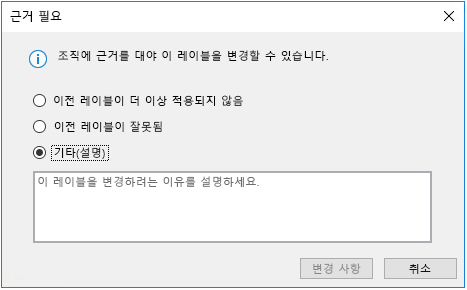 근거 필요
조직에 근거를 대야 이 레이블을 변경할 수 있습니다.
이전 레이블이 더 이상 적용되지 않음
이전 레이블이 잘못됨
기타(설명)
이 레이블을 변경하려는 이유를 설명하세요.
변경 사항 취소